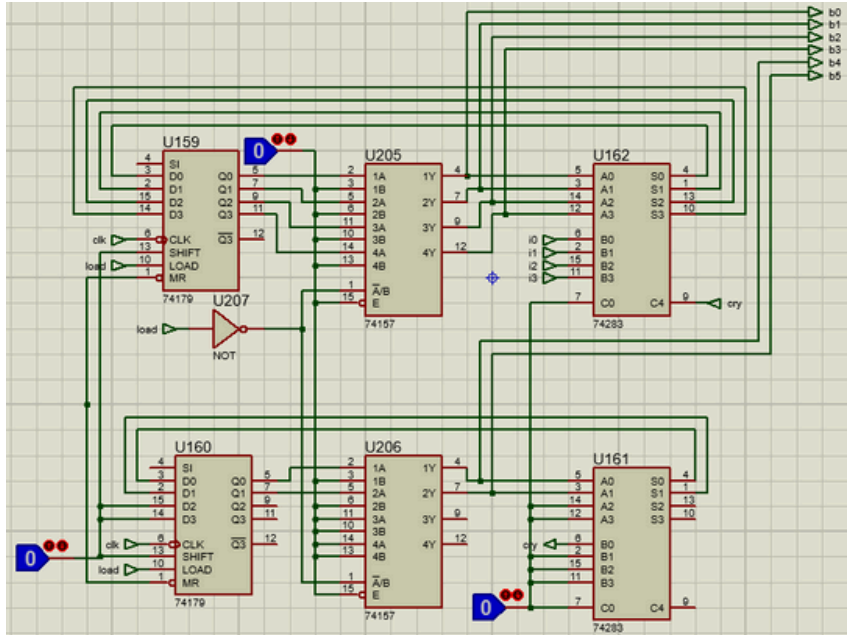 b0
b1
b2
b3
b4
b5
U159
4 SI
3 D0 Q0 5
2 D1 Q1 7
15 D2 Q2 9
14 D3 Q3 11
Q3 12
clk 6 CLK
13 SHIFT
load 10 LOAD
1 MR
74179
0
U205
2 1A 1Y 4
3 1B
5 2A 2Y 7
6 2B
11 3A 3Y 9
10 3B
14 4A 4Y 12
13 4B
1 A/B
15 E
74157
U162
5 A0 S0 4
3 A1 S1 1
14 A2 S2 13
12 A3 S3 10
i0 6 B0
i1 2 B1
i2 15 B2
i3 11 B3
7 C0 C4 9 cry
74283
U207
load
NOT
U160
4 SI
3 D0 Q0 5
2 D1 Q1 7
15 D2 Q2 9
14 D3 Q3 11
clk 6 CLK Q3 12
13 SHIFT
load 10 LOAD
1 MR
74179
0
U206
2 1A 1Y 4
3 1B
5 2A 2Y 7
6 2B
11 3A 3Y 9
10 3B
14 4A 4Y 12
13 4B
1 A/B
15 E
74157
U161
5 A0 S0 4
3 A1 S1 1
14 A2 S2 13
12 A3 S3 10
cry 6 B0
2 B1
15 B2
11 B3
0
7 C0 C4 9
74283